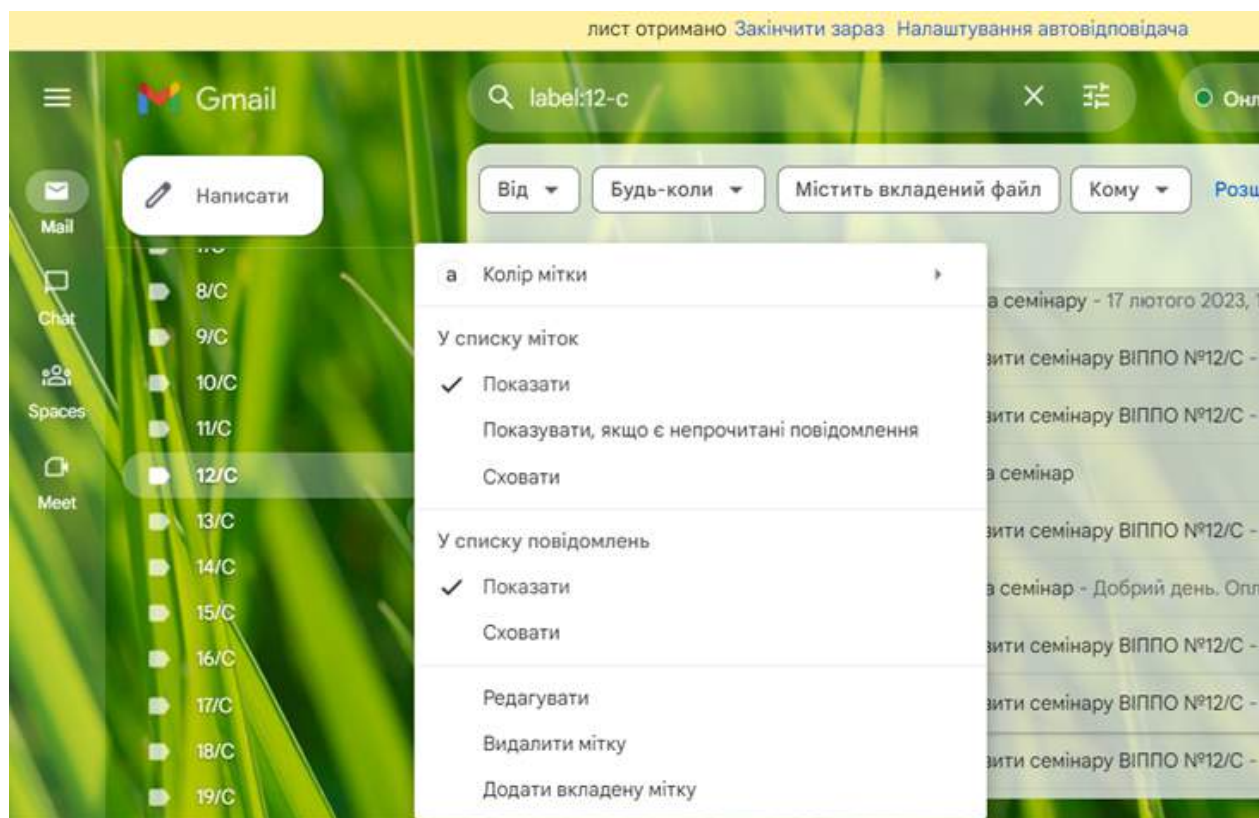 лист отримано Закінчити зараз Налаштування автовідповідача
Gmail
label:12-c
Онл
Написати
Від
Будь-коли
Містить вкладений файл
Кому
Розш
Mail
Chat
Spaces
Meet
8/C
9/C
10/C
11/C
12/C
13/C
14/C
15/C
16/C
17/C
18/C
19/C
а Колір мітки
У списку міток
Показати
Показувати, якщо є непрочитані повідомлення
Сховати
У списку повідомлень
Показати
Сховати
Редагувати
Видалити мітку
Додати вкладену мітку
а семінару - 17 лютого 2023,
зити семінару ВІППО №12/С -
зити семінару ВІППО №12/С -
а семінар
зити семінару ВІППО №12/С -
а семінар - Добрий день. Опл
зити семінару ВІППО №12/С -
зити семінару ВІППО №12/С -
зити семінару ВІППО №12/С -